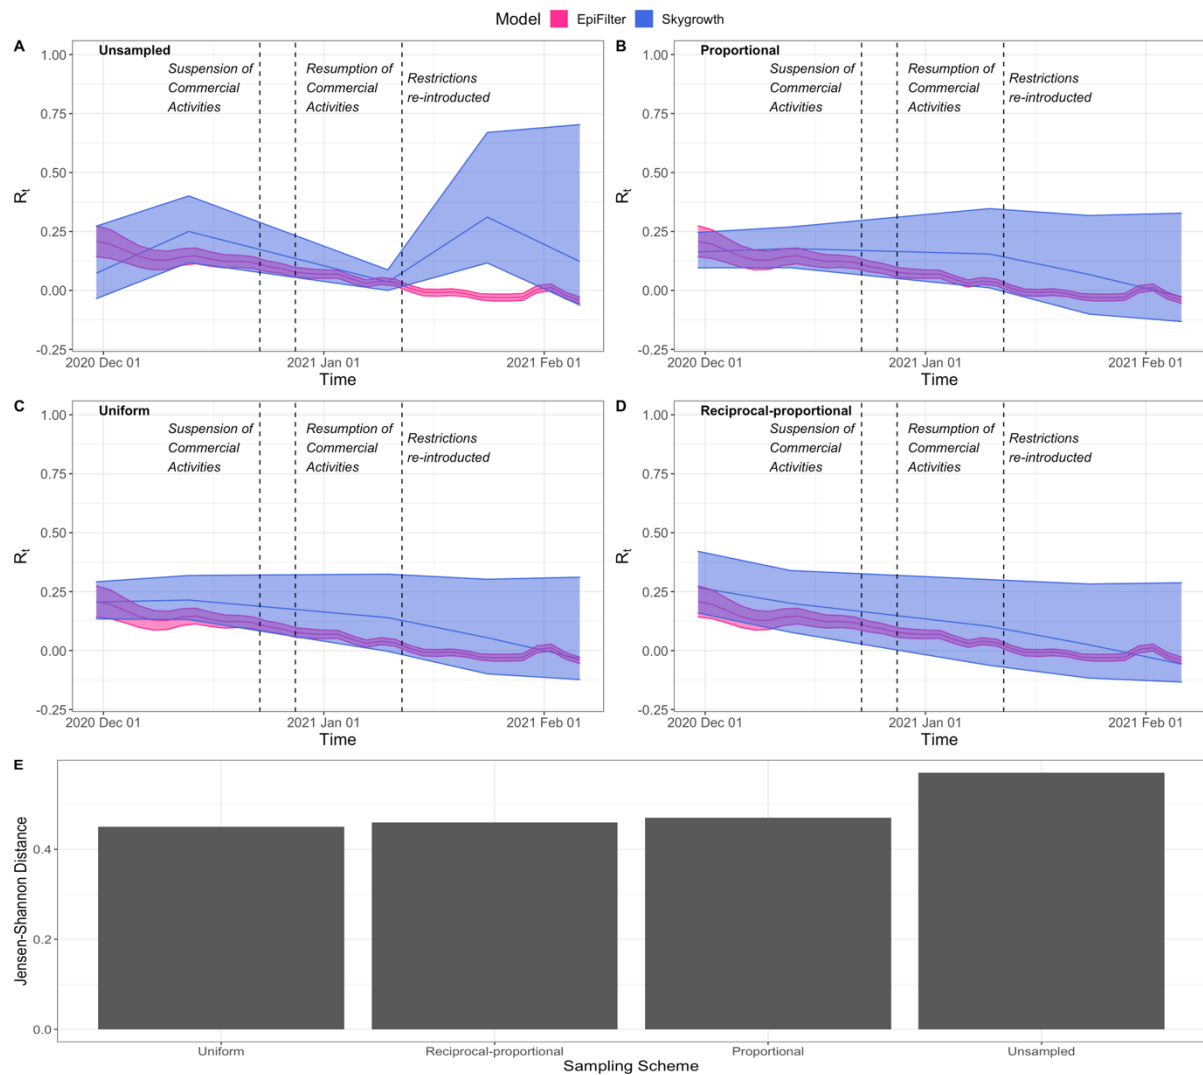 Model EpiFilter Skygrowth
A
Unsampled
Suspension of
Commercial
Activities
Resumption of
Commercial
Activities
Restrictions
re-introducted
1.00
0.75
0.50
0.25
0.00
-0.25
Rt
2020 Dec 01
2021 Jan 01
2021 Feb 01
Time
B
Proportional
Suspension of
Commercial
Activities
Resumption of
Commercial
Activities
Restrictions
re-introducted
1.00
0.75
0.50
0.25
0.00
-0.25
Rt
2020 Dec 01
2021 Jan 01
2021 Feb 01
Time
C
Uniform
Suspension of
Commercial
Activities
Resumption of
Commercial
Activities
Restrictions
re-introducted
1.00
0.75
0.50
0.25
0.00
-0.25
Rt
2020 Dec 01
2021 Jan 01
2021 Feb 01
Time
D
Reciprocal-proportional
Suspension of
Commercial
Activities
Resumption of
Commercial
Activities
Restrictions
re-introducted
1.00
0.75
0.50
0.25
0.00
-0.25
Rt
2020 Dec 01
2021 Jan 01
2021 Feb 01
Time
E
Jensen-Shannon Distance
0.4
0.2
0.0
Uniform
Reciprocal-proportional
Proportional
Unsampled
Sampling Scheme